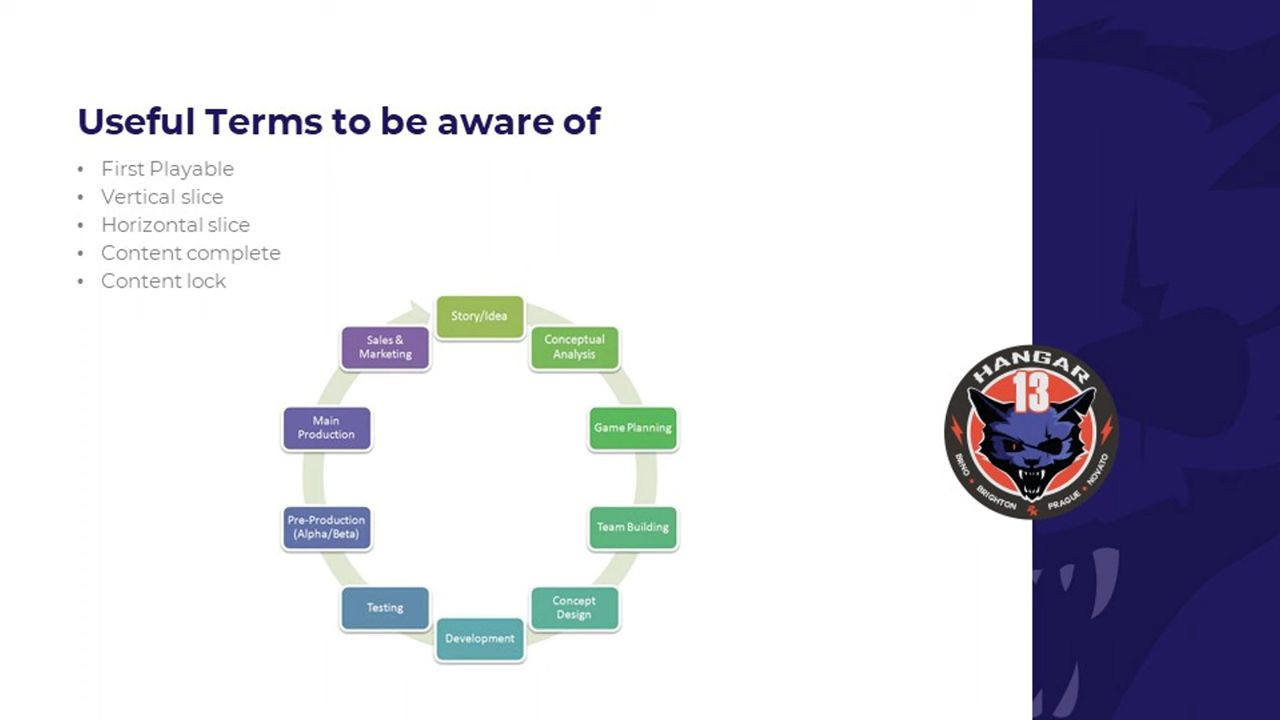 Useful Terms to be aware of
• First Playable
• Vertical slice
• Horizontal slice
• Content complete
• Content lock
Story/Idea
Conceptual
Analysis
Game Planning
Team Building
Concept
Design
Development
Testing
Pre-Production
(Alpha/Beta)
Main
Production
Sales &
Marketing
HANGAR
13
BRNO
BRIGHTON
2K
PRAGUE
NOVATO